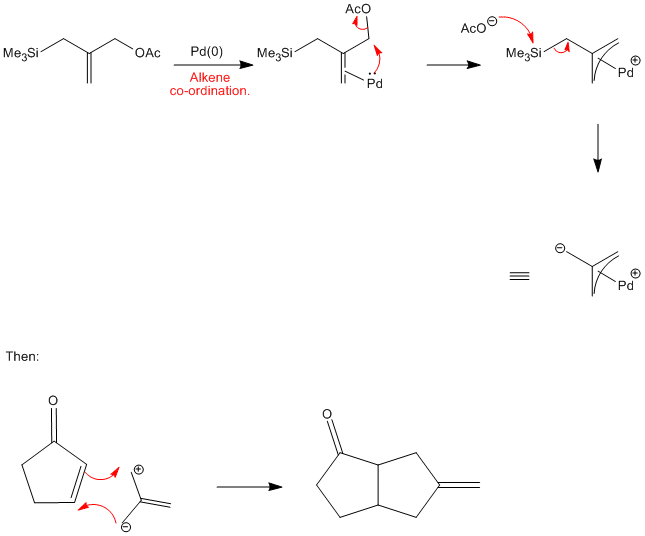 AcO
Me3Si
OAc
Pd(0)
Alkene
co-ordination.
Me3Si
Pd
AcO⊖
Me3Si
Pd
⊕
≡
⊖
Pd
⊕
Then:
O
⊕
⊖
O